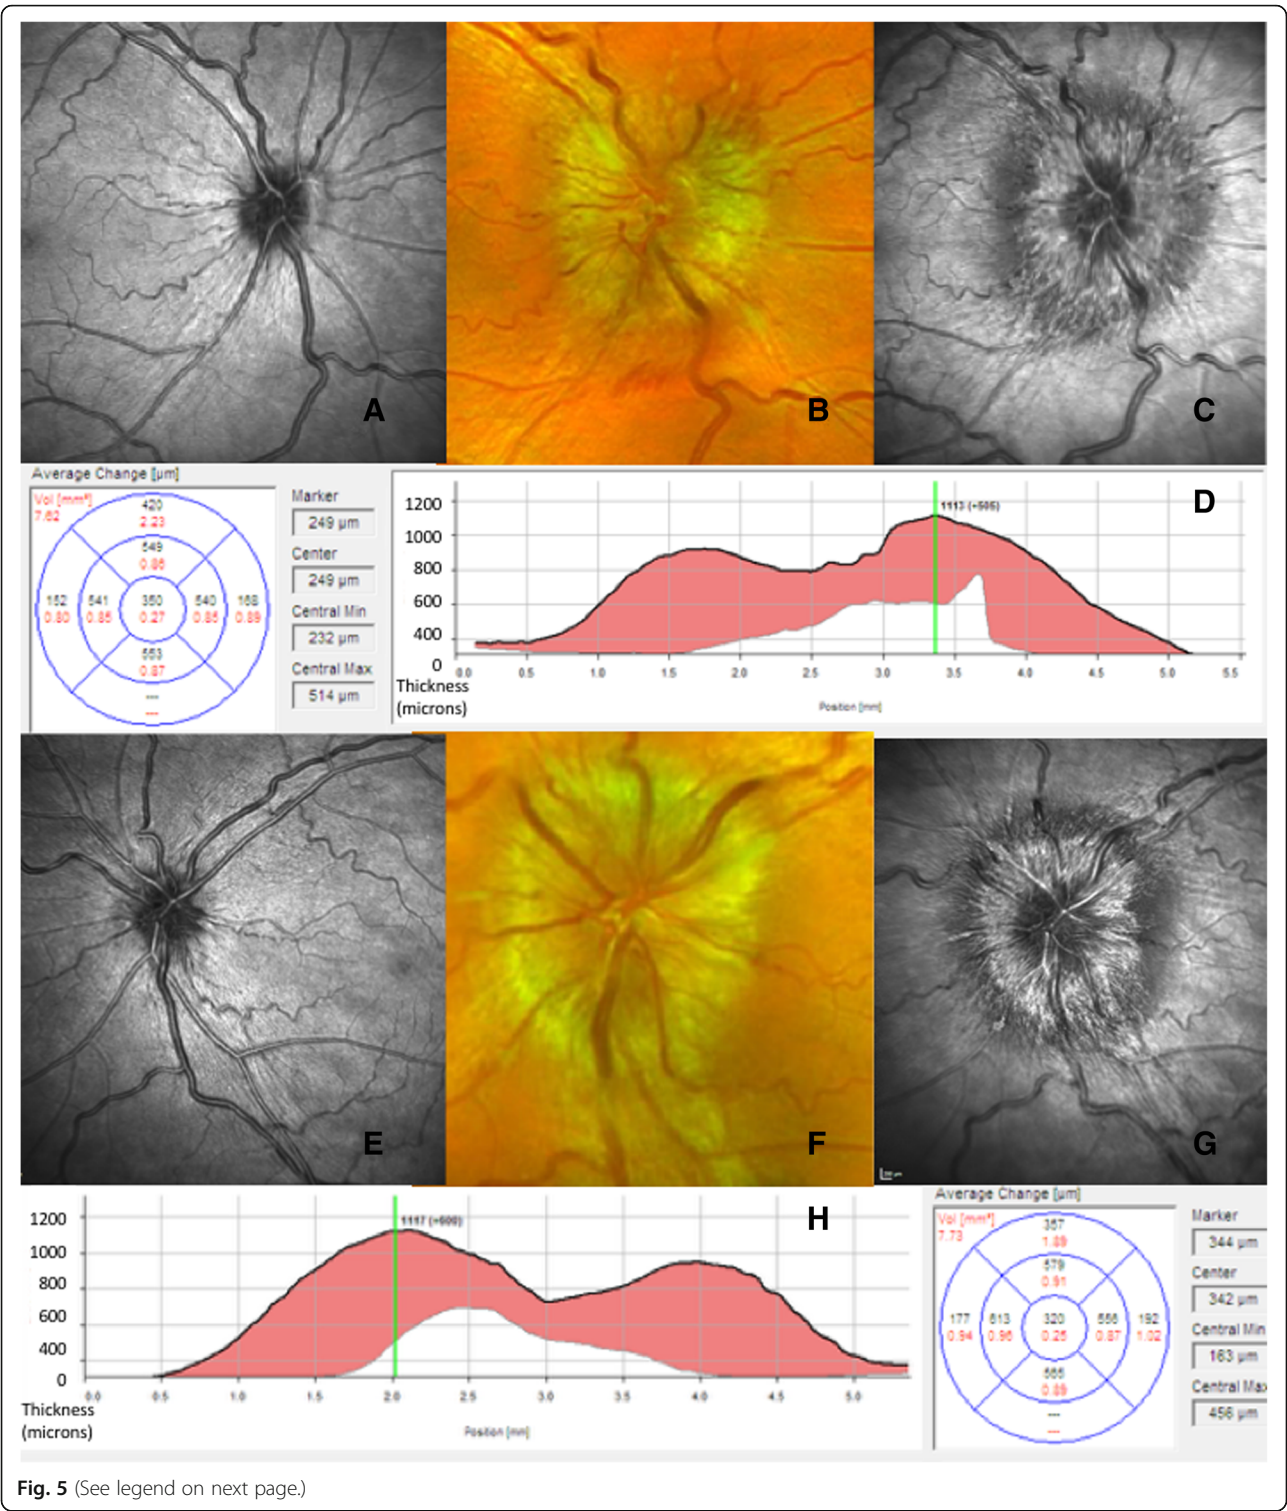 A
B
C
Average Change [µm]
Vol [mm³]
7.62
420
2.23
549
0.86
152
0.80
541
0.85
350
0.27
540
0.85
168
0.89
553
0.87
---
---
Marker
249 µm
Center
249 µm
Central Min
232 µm
Central Max
514 µm
D
1200
1000
800
600
400
0
1113 (+505)
0.0 0.5 1.0 1.5 2.0 2.5 3.0 3.5 4.0 4.5 5.0 5.5
Thickness
(microns)
Position [mm]
E
F
G
H
1200
1000
800
600
400
0
0.0 0.5 1.0 1.5 2.0 2.5 3.0 3.5 4.0 4.5 5.0
Thickness
(microns)
Position [mm]
Average Change [µm]
Vol [mm³]
7.73
1.89
579
0.91
177
0.94
613
0.96
320
0.25
556
0.87
192
1.02
0.89
---
---
Marker
344 µm
Center
342 µm
Central Min
163 µm
Central Max
456 µm
Fig. 5 (See legend on next page.)